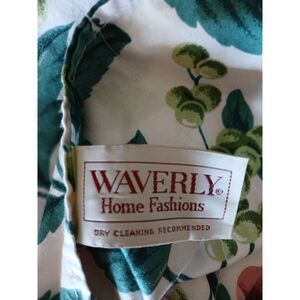 WAVERLY®
Home Fashions
DRY CLEANING RECOMMENDED